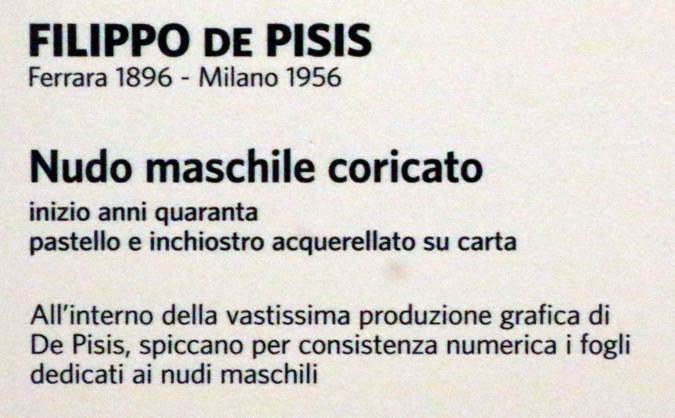 FILIPPO DE PISIS
Ferrara 1896 - Milano 1956
Nudo maschile coricato
inizio anni quaranta
pastello e inchiostro acquerellato su carta
All'interno della vastissima produzione grafica di
De Pisis, spiccano per consistenza numerica i fogli
dedicati ai nudi maschili